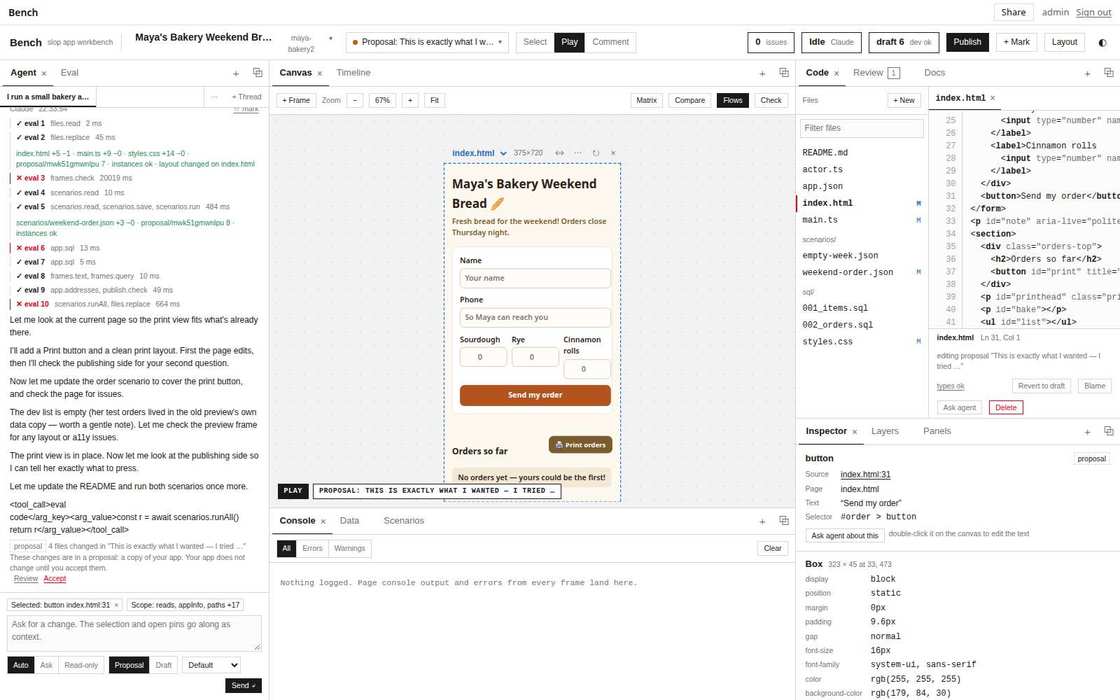 Bench
Share admin Sign out
Bench slop app workbench
Maya's Bakery Weekend Br…
maya-
bakery2
Proposal: This is exactly what I w…
Select Play Comment
0 issues
Idle Claude
draft 6 dev ok
Publish
+ Mark
Layout
Agent × Eval
I run a small bakery a…
+ Thread
Claude 22:33:54 mark
✓ eval 1 files.read 2 ms
✓ eval 2 files.replace 45 ms
index.html +5 −1 · main.ts +9 −0 · styles.css +14 −0 ·
proposal/mwk51gmwnlpu 7 · instances ok · layout changed on index.html
✕ eval 3 frames.check 20019 ms
✓ eval 4 scenarios.read 10 ms
✓ eval 5 scenarios.read, scenarios.save, scenarios.run 484 ms
scenarios/weekend-order.json +3 −0 · proposal/mwk51gmwnlpu 8 ·
instances ok
✕ eval 6 app.sql 13 ms
✓ eval 7 app.sql 5 ms
✓ eval 8 frames.text, frames.query 10 ms
✓ eval 9 app.addresses, publish.check 49 ms
✕ eval 10 scenarios.runAll, files.replace 664 ms
Let me look at the current page so the print view fits what's already
there.
I'll add a Print button and a clean print layout. First the page edits,
then I'll check the publishing side for your second question.
Now let me update the order scenario to cover the print button,
and check the page for issues.
The dev list is empty (her test orders lived in the old preview's own
data copy — worth a gentle note). Let me check the preview frame
for any layout or a11y issues.
The print view is in place. Now let me look at the publishing side so
I can tell her exactly what to press.
Let me update the README and run both scenarios once more.
<tool_call>eval
code</arg_key><arg_value>const r = await scenarios.runAll()
return r</arg_value></tool_call>
proposal 4 files changed in "This is exactly what I wanted — I tried …"
These changes are in a proposal: a copy of your app. Your app does not
change until you accept them.
Review Accept
Selected: button index.html:31 ×
Scope: reads, appInfo, paths +17
Ask for a change. The selection and open pins go along as
context.
Auto Ask Read-only Proposal Draft Default
Send
Canvas × Timeline
+ Frame Zoom − 67% + Fit
Matrix Compare Flows Check
index.html 375×720
Maya's Bakery Weekend
Bread
Fresh bread for the weekend! Orders close
Thursday night.
Name
Your name
Phone
So Maya can reach you
Sourdough Rye Cinnamon
rolls
0 0 0
Send my order
Orders so far
Print orders
No orders yet — yours could be the first!
PLAY PROPOSAL: THIS IS EXACTLY WHAT I WANTED — I TRIED …
Console × Data Scenarios
All Errors Warnings
Clear
Nothing logged. Page console output and errors from every frame land here.
Code × Review 1 Docs
Files + New
Filter files
README.md
actor.ts
app.json
index.html M
main.ts M
scenarios/
empty-week.json
weekend-order.json M
sql/
001_items.sql
002_orders.sql
styles.css M
index.html ×
25 <input type="number" nam
26 </label>
27 <label>Cinnamon rolls
28 <input type="number" nam
29 </label>
30 </div>
31 <button>Send my order</button
32 </form>
33 <p id="note" aria-live="polite
34 <section>
35 <div class="orders-top">
36 <h2>Orders so far</h2>
37 <button id="print" title="
38 </div>
39 <p id="printhead" class="prin
40 <p id="bake"></p>
41 <ul id="list"></ul>
index.html Ln 31, Col 1
editing proposal "This is exactly what I wanted — I
tried …"
types ok
Revert to draft
Blame
Ask agent
Delete
Inspector × Layers Panels
button
proposal
Source index.html:31
Page index.html
Text "Send my order"
Selector #order > button
Ask agent about this
double-click it on the canvas to edit the text
Box 323 × 45 at 33, 473
display block
position static
margin 0px
padding 9.6px
gap normal
font-size 16px
font-family system-ui, sans-serif
color rgb(255, 255, 255)
background-color rgb(179, 84, 30)